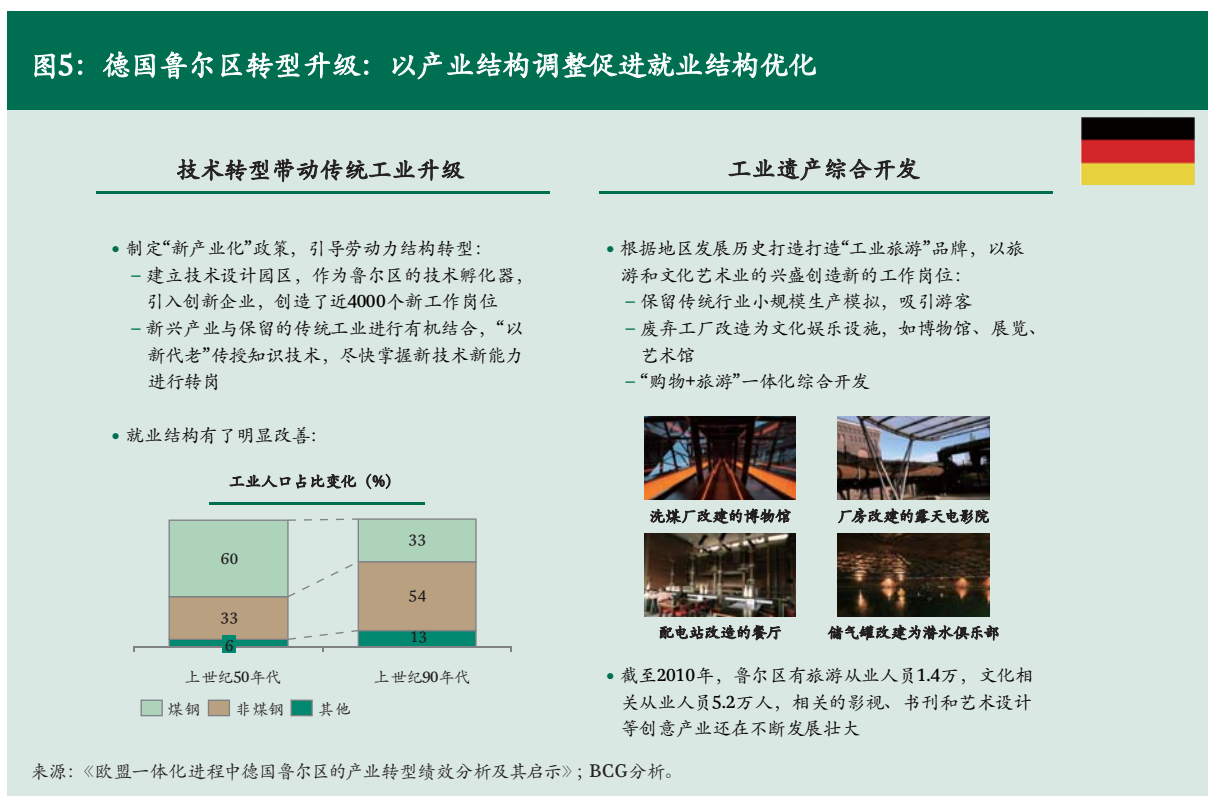 图5：德国鲁尔区转型升级：以产业结构调整促进就业结构优化
技术转型带动传统工业升级
• 制定“新产业化”政策，引导劳动力结构转型：
– 建立技术设计园区，作为鲁尔区的技术孵化器，
引入创新企业，创造了近4000个新工作岗位
– 新兴产业与保留的传统工业进行有机结合，“以
新代老”传授知识技术，尽快掌握新技术新能力
进行转岗
• 就业结构有了明显改善：
工业人口占比变化（%）
60
33
6
33
54
13
上世纪50年代
上世纪90年代
煤钢 非煤钢 其他
工业遗产综合开发
• 根据地区发展历史打造打造“工业旅游”品牌，以旅
游和文化艺术业的兴盛创造新的工作岗位：
– 保留传统行业小规模生产模拟，吸引游客
– 废弃工厂改造为文化娱乐设施，如博物馆、展览、
艺术馆
– “购物+旅游”一体化综合开发
洗煤厂改建的博物馆
厂房改建的露天电影院
配电站改造的餐厅
储气罐改建为潜水俱乐部
• 截至2010年，鲁尔区有旅游从业人员1.4万，文化相
关从业人员5.2万人，相关的影视、书刊和艺术设计
等创意产业还在不断发展壮大
来源：《欧盟一体化进程中德国鲁尔区的产业转型绩效分析及其启示》；BCG分析。